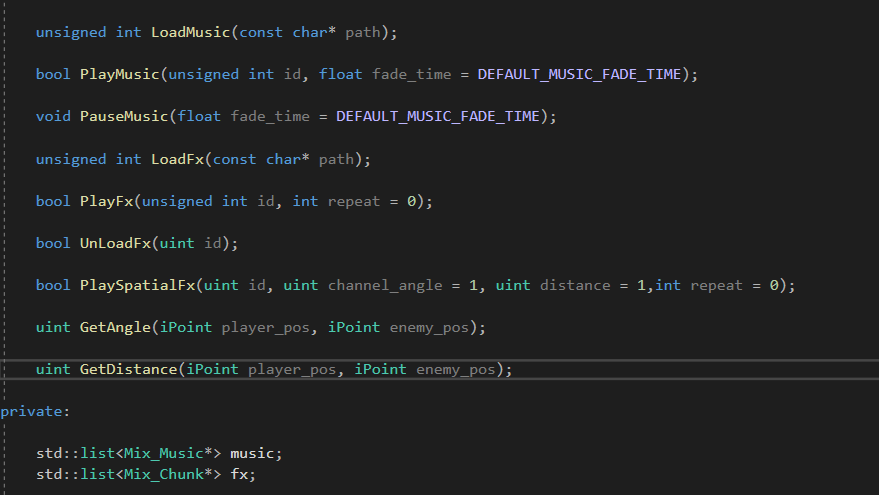 unsigned int LoadMusic(const char* path);
bool PlayMusic(unsigned int id, float fade_time = DEFAULT_MUSIC_FADE_TIME);
void PauseMusic(float fade_time = DEFAULT_MUSIC_FADE_TIME);
unsigned int LoadFx(const char* path);
bool PlayFx(unsigned int id, int repeat = 0);
bool UnLoadFx(uint id);
bool PlaySpatialFx(uint id, uint channel_angle = 1, uint distance = 1,int repeat = 0);
uint GetAngle(iPoint player_pos, iPoint enemy_pos);
uint GetDistance(iPoint player_pos, iPoint enemy_pos);
private:
std::list<Mix_Music*> music;
std::list<Mix_Chunk*> fx;